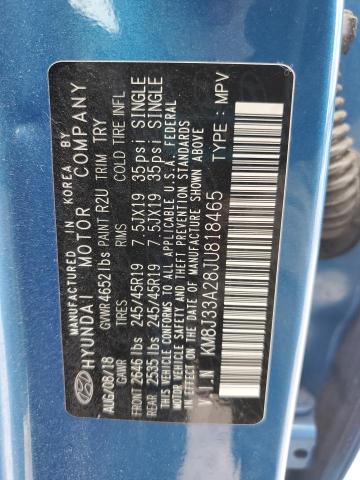 MANUFACTURED IN KOREA BY
HYUNDAI MOTOR COMPANY
AUG/08/18 GVWR 4652lbs PAINT R2U TRIM TRY
GAWR TIRES RIMS COLD TIRE INFL
FRONT 2646 lbs 245/45R19 7.5JX19 35psi SINGLE
REAR 2535 lbs 245/45R19 7.5JX19 35psi SINGLE
THIS VEHICLE CONFORMS TO ALL APPLICABLE U.S.A. FEDERAL
MOTOR VEHICLE SAFETY AND THEFT PREVENTION STANDARDS
IN EFFECT ON THE DATE OF MANUFACTURE SHOWN ABOVE
V.I.N KM8J33A28JU818465 TYPE : MPV